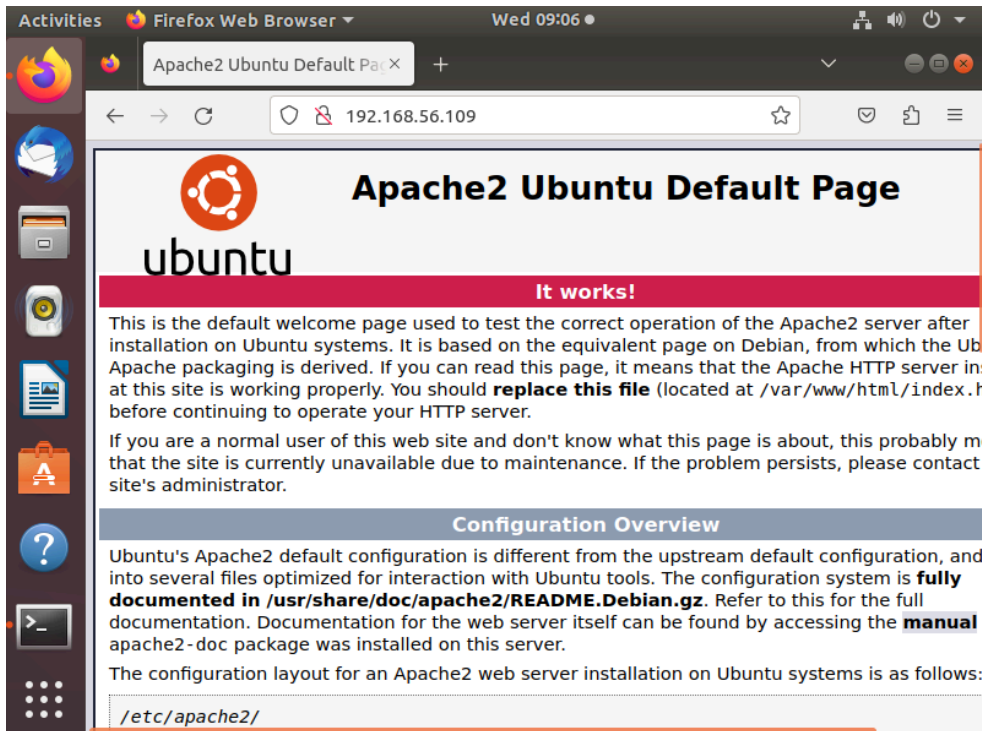 Activities Firefox Web Browser Wed 09:06
Apache2 Ubuntu Default Pag
192.168.56.109
Apache2 Ubuntu Default Page
ubuntu
It works!
This is the default welcome page used to test the correct operation of the Apache2 server after
installation on Ubuntu systems. It is based on the equivalent page on Debian, from which the Ub
Apache packaging is derived. If you can read this page, it means that the Apache HTTP server ins
at this site is working properly. You should replace this file (located at /var/www/html/index.h
before continuing to operate your HTTP server.
If you are a normal user of this web site and don't know what this page is about, this probably me
that the site is currently unavailable due to maintenance. If the problem persists, please contact
site's administrator.
Configuration Overview
Ubuntu's Apache2 default configuration is different from the upstream default configuration, and
into several files optimized for interaction with Ubuntu tools. The configuration system is fully
documented in /usr/share/doc/apache2/README.Debian.gz. Refer to this for the full
documentation. Documentation for the web server itself can be found by accessing the manual
apache2-doc package was installed on this server.
The configuration layout for an Apache2 web server installation on Ubuntu systems is as follows:
/etc/apache2/